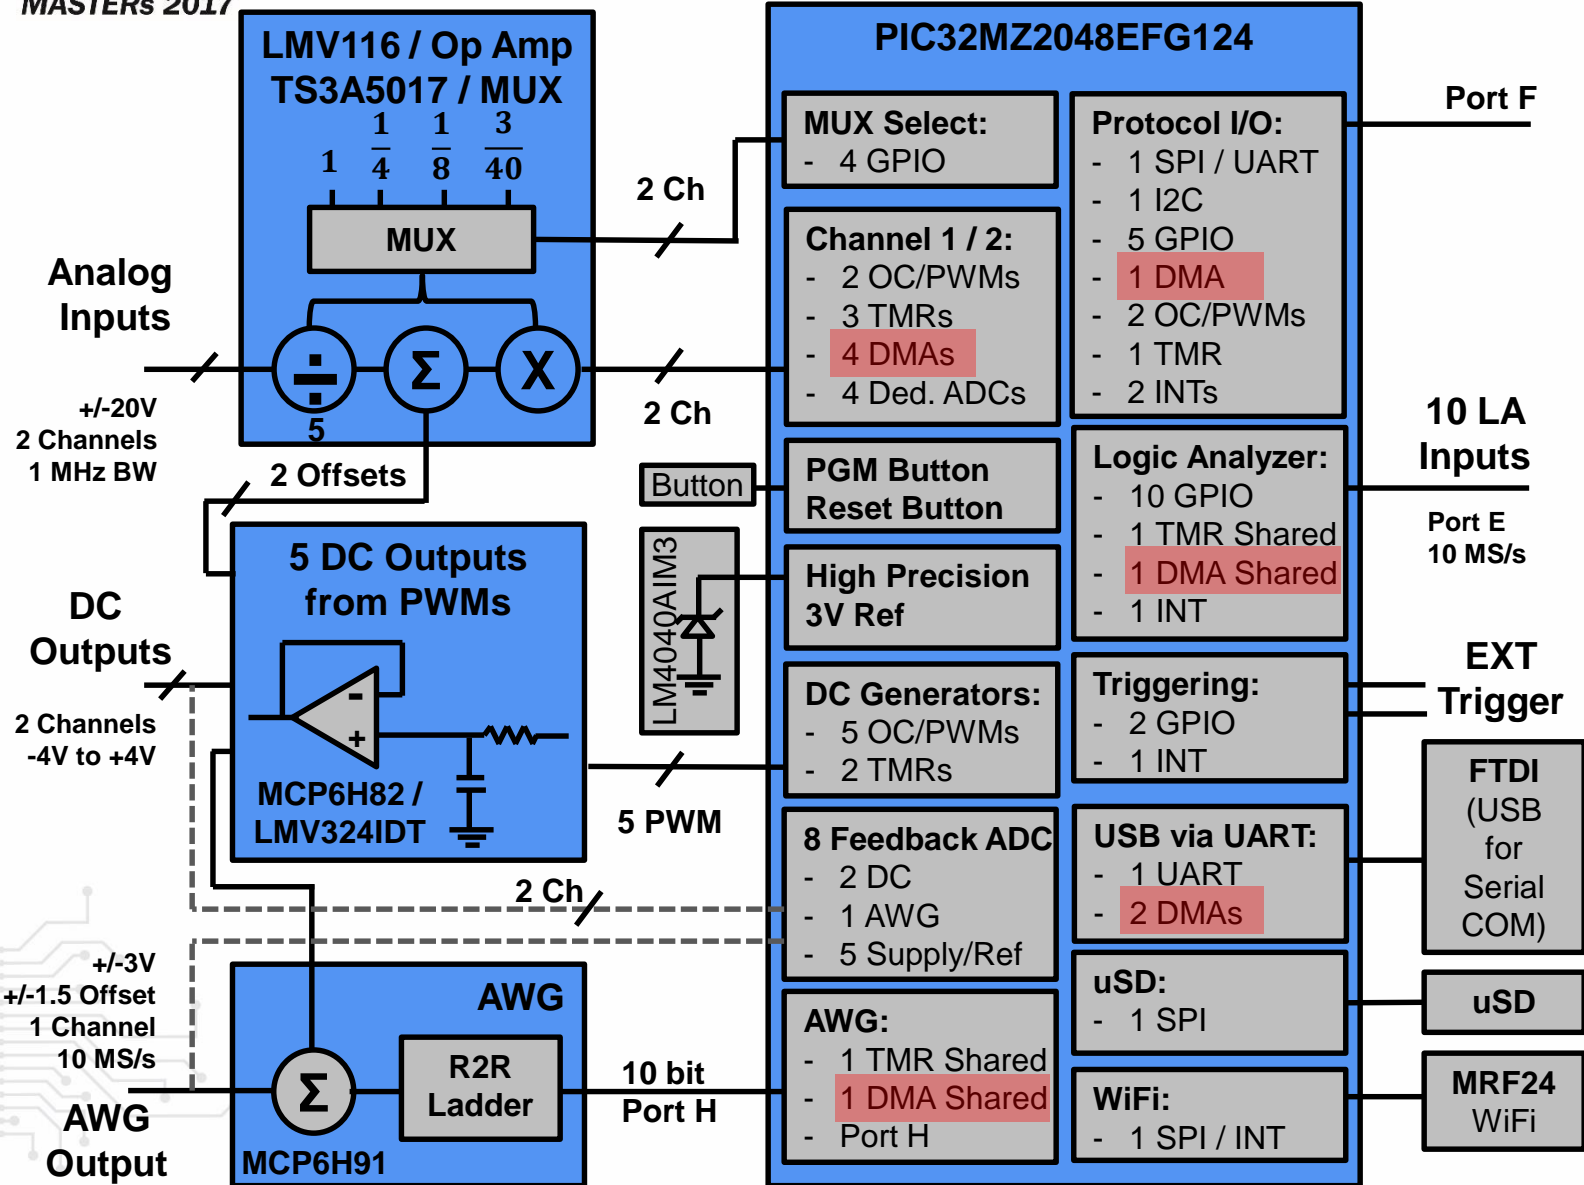 MASTERs 2017
LMV116 / Op Amp
TS3A5017 / MUX
1 1/4 1/8 3/40
MUX
Analog
Inputs
+/-20V
2 Channels
1 MHz BW
÷
5
Σ
X
2 Ch
2 Ch
2 Offsets
5 DC Outputs
from PWMs
-
+
MCP6H82 /
LMV324IDT
DC
Outputs
2 Channels
-4V to +4V
5 PWM
2 Ch
+/-3V
+/-1.5 Offset
1 Channel
10 MS/s
AWG
Output
AWG
Σ
R2R
Ladder
MCP6H91
10 bit
Port H
Button
LM4040AIM3
PIC32MZ2048EFG124
MUX Select:
- 4 GPIO
Channel 1 / 2:
- 2 OC/PWMs
- 3 TMRs
- 4 DMAs
- 4 Ded. ADCs
PGM Button
Reset Button
High Precision
3V Ref
DC Generators:
- 5 OC/PWMs
- 2 TMRs
8 Feedback ADC
- 2 DC
- 1 AWG
- 5 Supply/Ref
AWG:
- 1 TMR Shared
- 1 DMA Shared
- Port H
Protocol I/O:
- 1 SPI / UART
- 1 I2C
- 5 GPIO
- 1 DMA
- 2 OC/PWMs
- 1 TMR
- 2 INTs
Logic Analyzer:
- 10 GPIO
- 1 TMR Shared
- 1 DMA Shared
- 1 INT
Triggering:
- 2 GPIO
- 1 INT
USB via UART:
- 1 UART
- 2 DMAs
uSD:
- 1 SPI
WiFi:
- 1 SPI / INT
Port F
10 LA
Inputs
Port E
10 MS/s
EXT
Trigger
FTDI
(USB
for
Serial
COM)
uSD
MRF24
WiFi